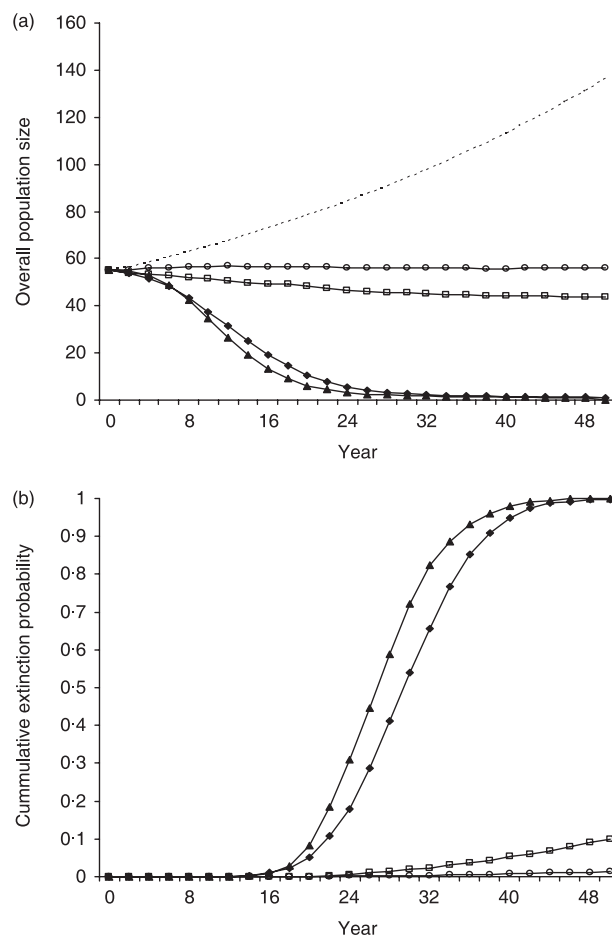 (a)
160
140
120
100
80
60
40
20
0
Overall population size
0 8 16 24 32 40 48
Year
(b)
1
0·9
0·8
0·7
0·6
0·5
0·4
0·3
0·2
0·1
0
Cummulative extinction probability
0 8 16 24 32 40 48
Year